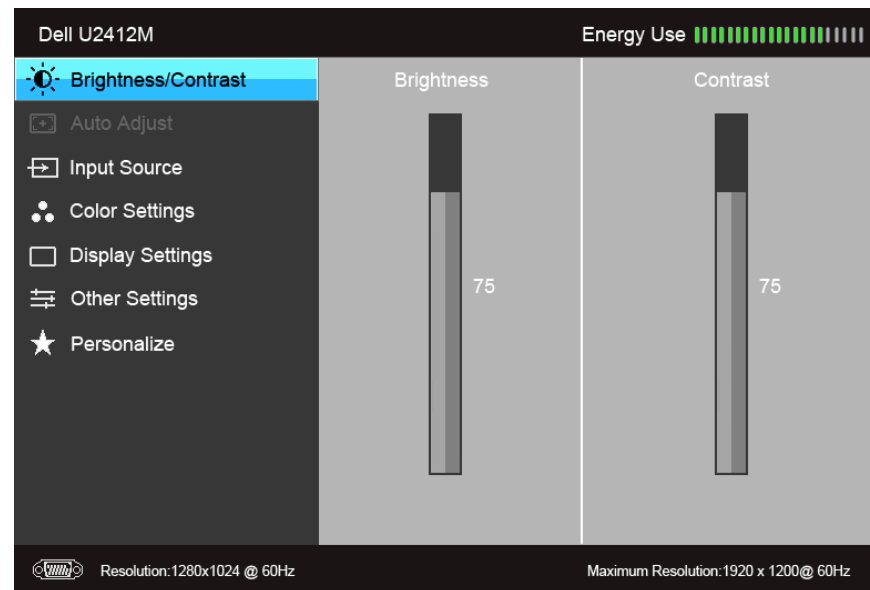 Dell U2412M
Energy Use
Brightness/Contrast
Auto Adjust
Input Source
Color Settings
Display Settings
Other Settings
Personalize
Brightness
75
Contrast
75
Resolution:1280x1024 @ 60Hz
Maximum Resolution:1920 x 1200@ 60Hz